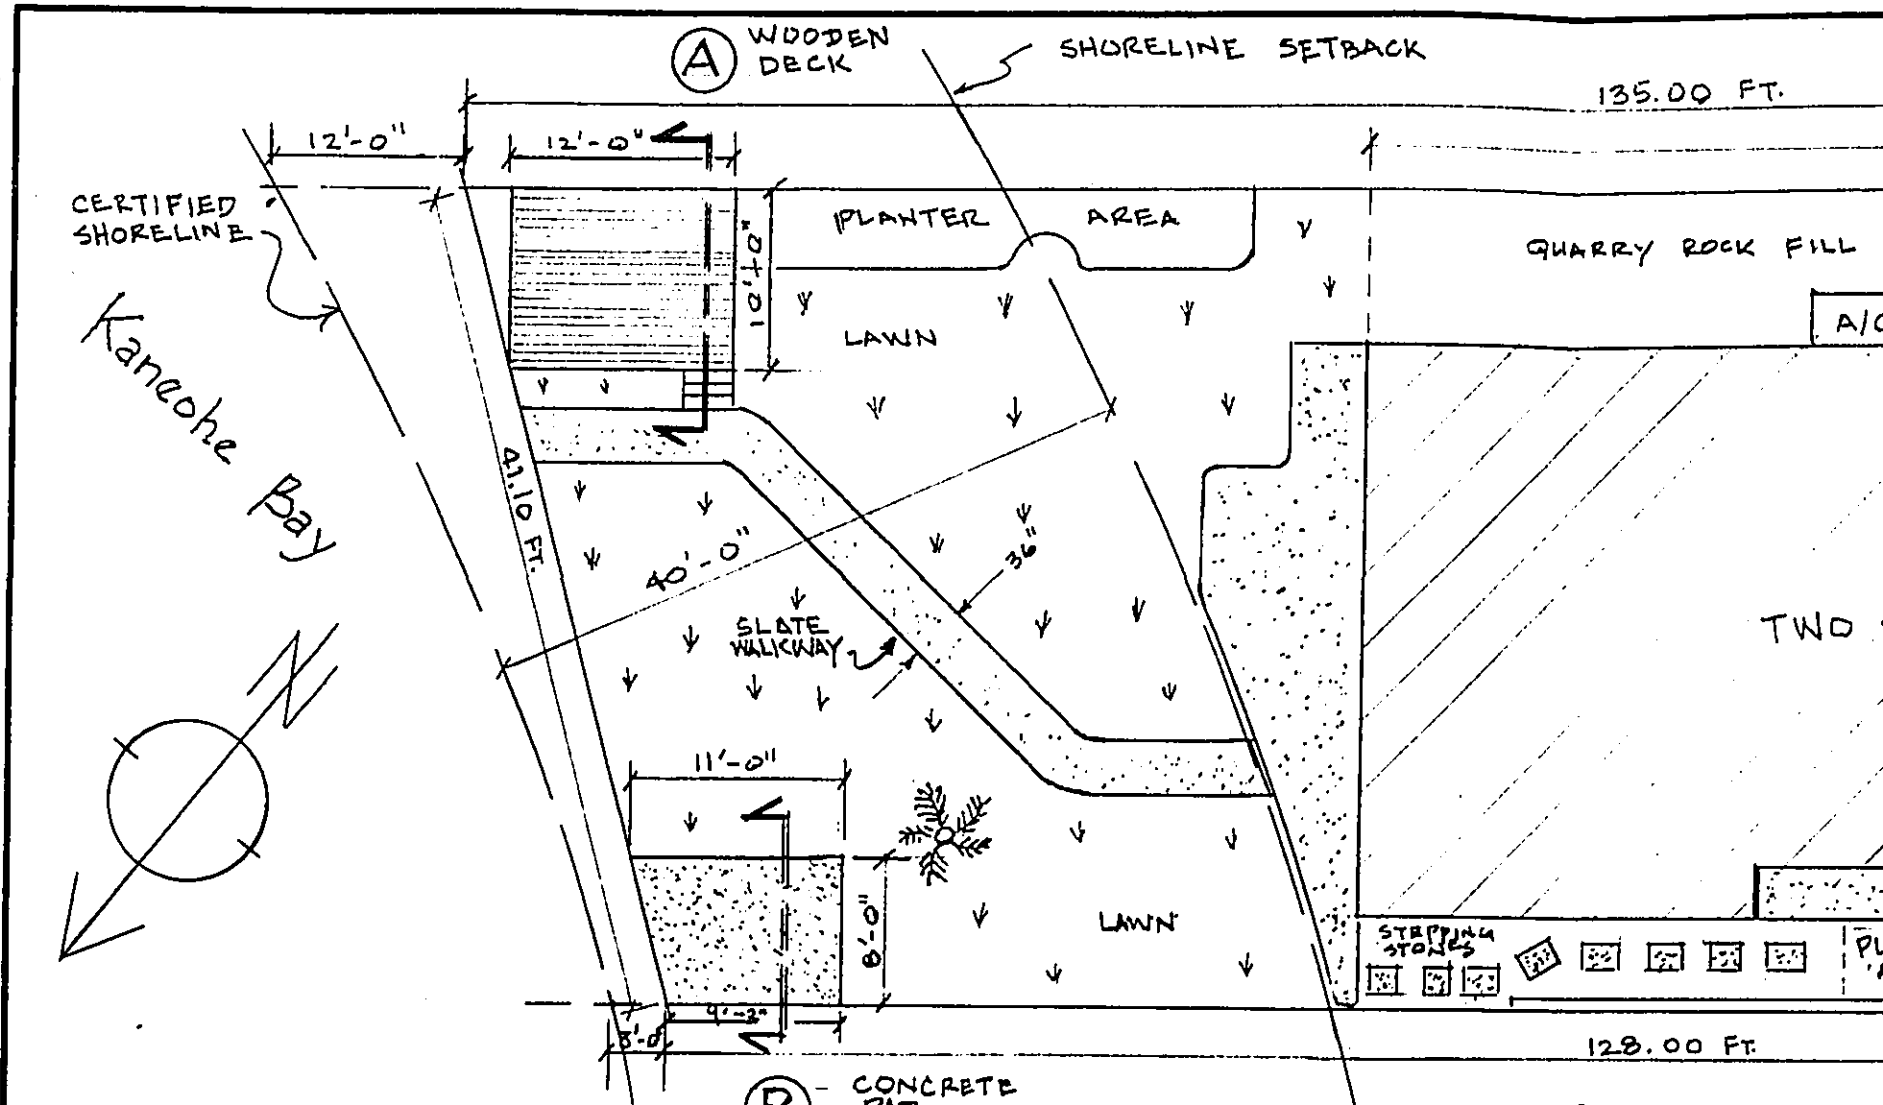 A
WOODEN
DECK
SHORELINE SETBACK
135.00 FT.
12'-0"
12'-0"
CERTIFIED
SHORELINE
PLANTER AREA
QUARRY ROCK FILL
10'-0"
A/C
LAWN
Kaneohe Bay
41.10 FT.
40'-0"
36"
SLATE
WALKWAY
TWO
N
11'-0"
8'-0"
LAWN
STEPPING
STONES
9'-2"
3'-0"
128.00 FT.
CONCRETE